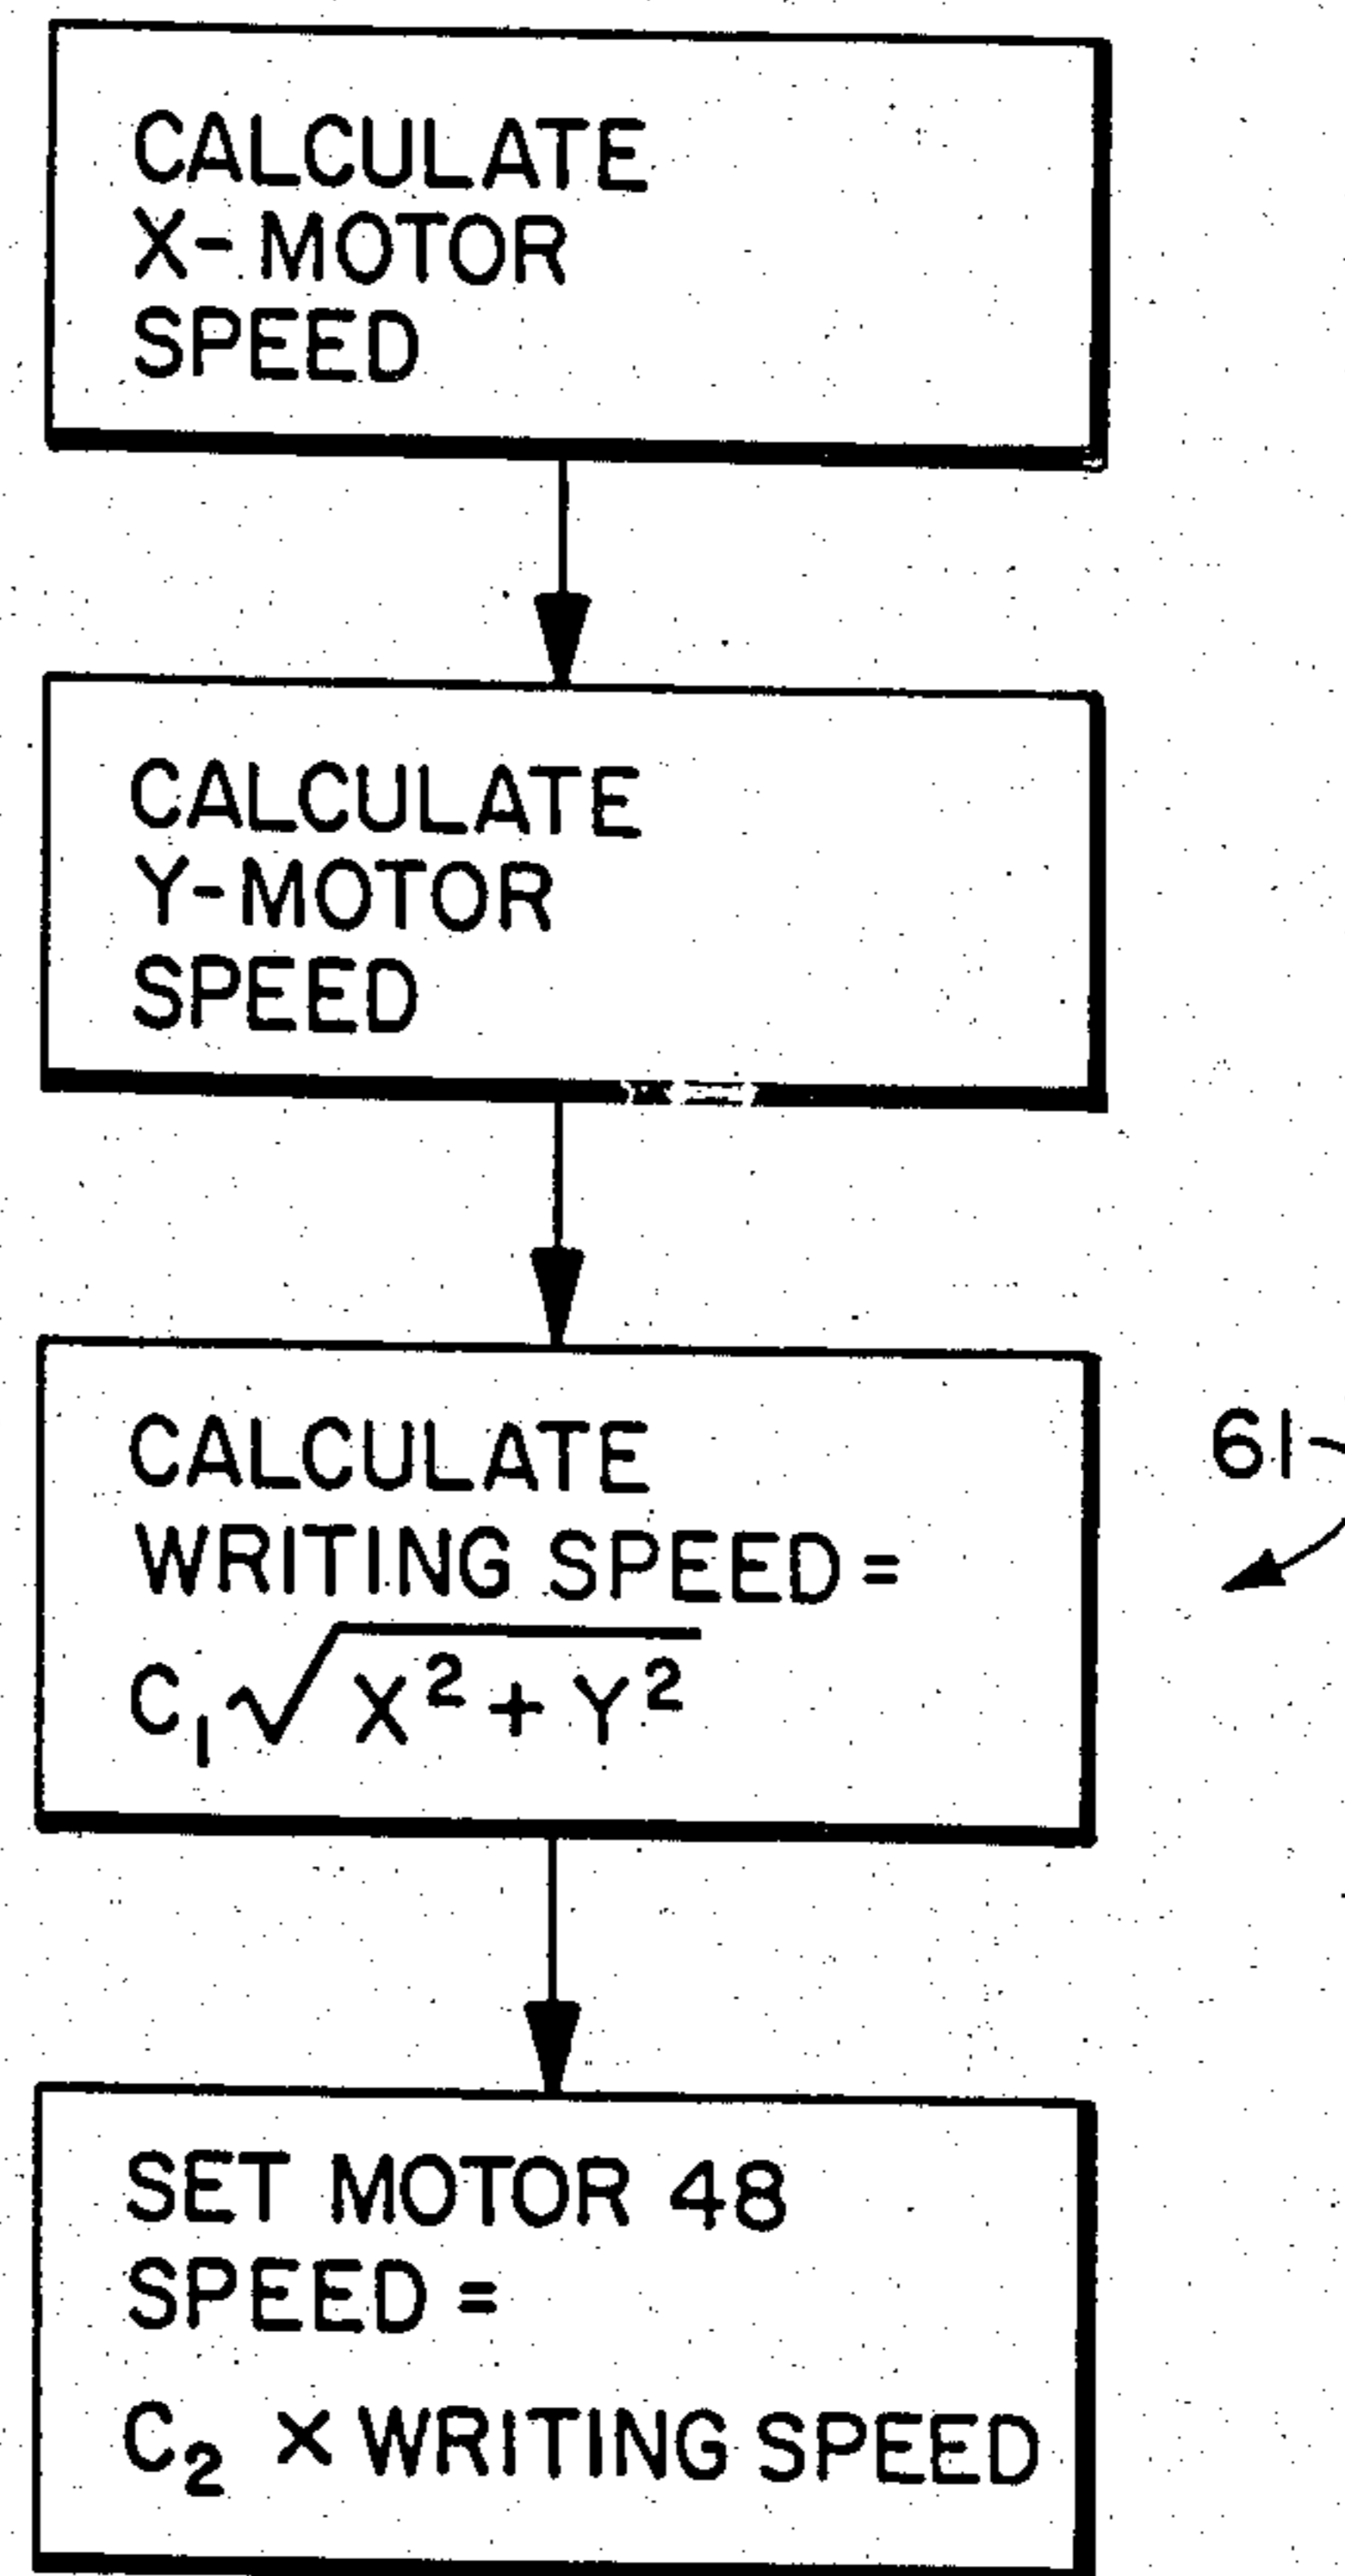 CALCULATE
X-MOTOR
SPEED
CALCULATE
Y-MOTOR
SPEED
CALCULATE
WRITING SPEED =
C₁√X² + Y²
61
SET MOTOR 48
SPEED =
C₂ × WRITING SPEED